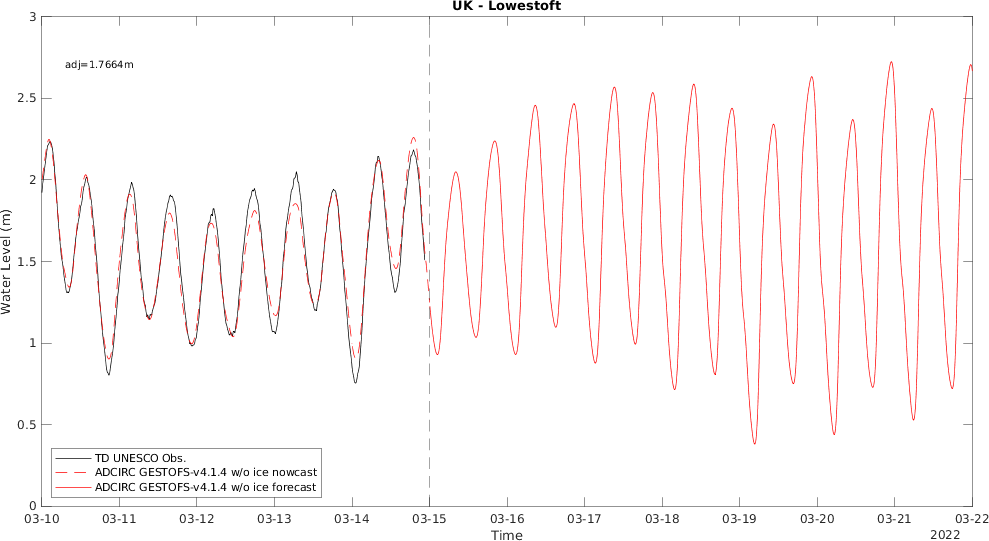 UK - Lowestoft
adj=1.7664m
3
2.5
2
1.5
1
0.5
0
Water Level (m)
TD UNESCO Obs.
ADCIRC GESTOFS-v4.1.4 w/o ice nowcast
ADCIRC GESTOFS-v4.1.4 w/o ice forecast
03-10 03-11 03-12 03-13 03-14 03-15 03-16 03-17 03-18 03-19 03-20 03-21 03-22
Time
2022